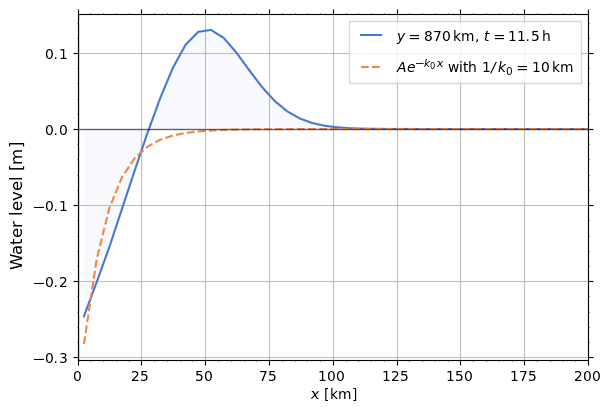 y = 870 km, t = 11.5 h
Ae^{-k_0 x} with 1/k_0 = 10 km
0.1
0.0
−0.1
−0.2
−0.3
Water level [m]
0 25 50 75 100 125 150 175 200
x [km]